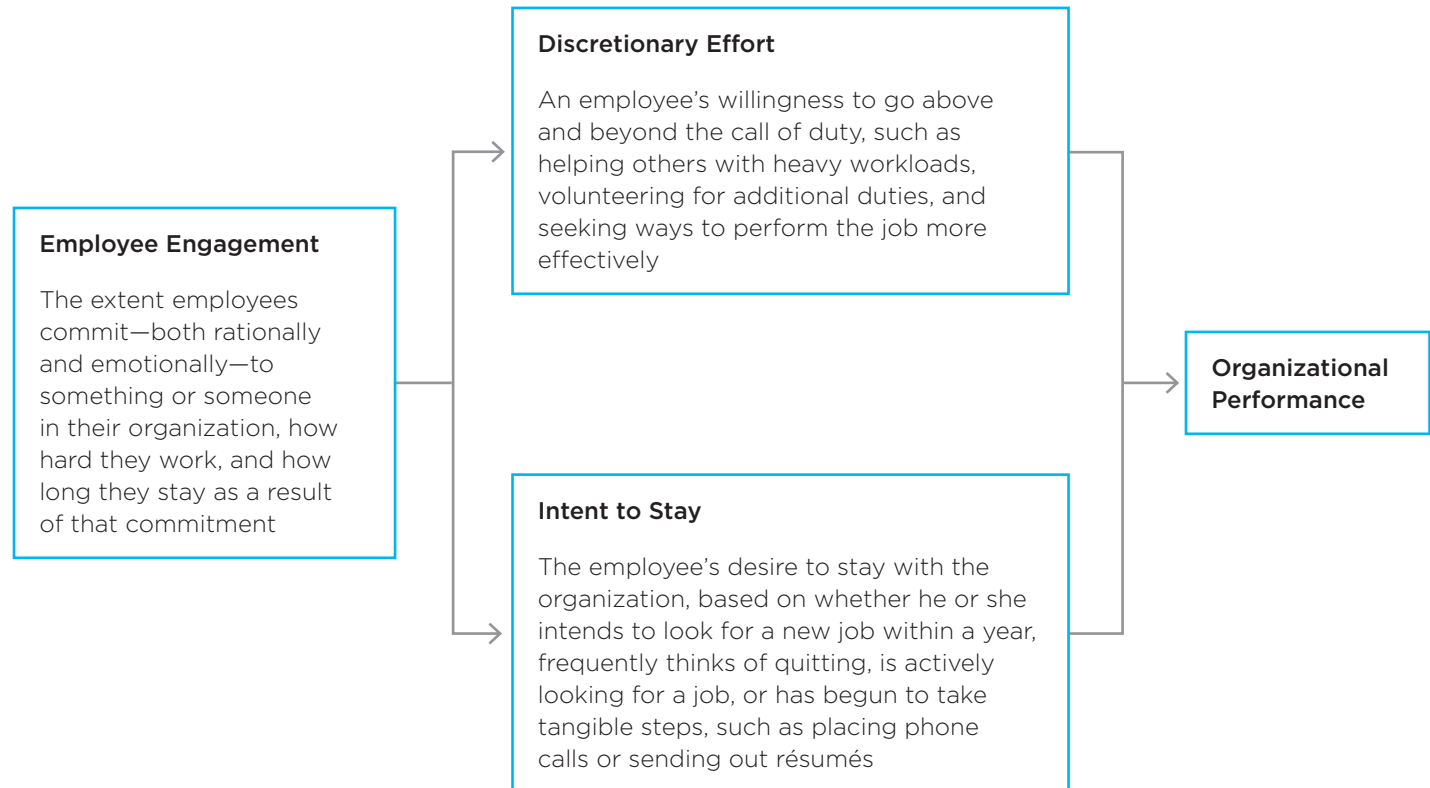 Employee Engagement
The extent employees
commit—both rationally
and emotionally—to
something or someone
in their organization, how
hard they work, and how
long they stay as a result
of that commitment
Discretionary Effort
An employee’s willingness to go above
and beyond the call of duty, such as
helping others with heavy workloads,
volunteering for additional duties, and
seeking ways to perform the job more
effectively
Intent to Stay
The employee’s desire to stay with the
organization, based on whether he or she
intends to look for a new job within a year,
frequently thinks of quitting, is actively
looking for a job, or has begun to take
tangible steps, such as placing phone
calls or sending out résumés
Organizational
Performance